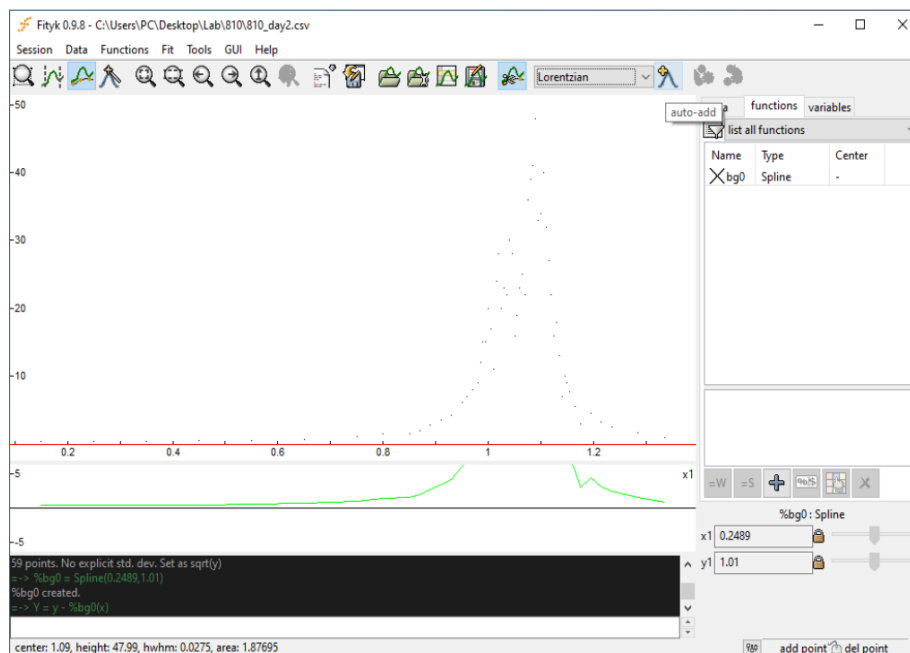 Fityk 0.9.8 - C:\Users\PC\Desktop\Lab\810\810_day2.csv
Session Data Functions Fit Tools GUI Help
Lorentzian
auto-add
functions variables
list all functions
Name Type Center
bg0 Spline -
50
40
30
20
10
0.2 0.4 0.6 0.8 1 1.2
5
x1
-5
=W =S
%bg0 : Spline
x1 0.2489
y1 1.01
59 points. No explicit std. dev. Set as sqrt(y)
=-> %bg0 = Spline(0.2489,1.01)
%bg0 created.
=-> Y = y - %bg0(x)
center: 1.09, height: 47.99, hwhm: 0.0275, area: 1.87695
add point del point